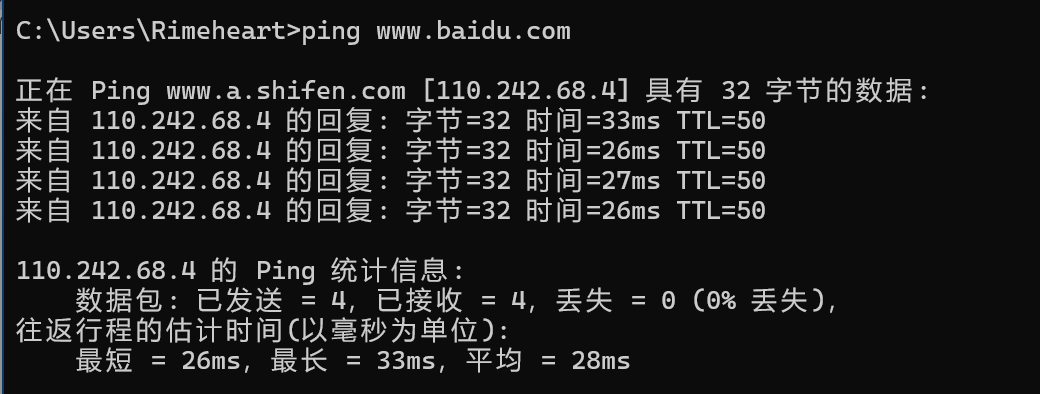 C:\Users\Rimeheart>ping www.baidu.com
正在 Ping www.a.shifen.com [110.242.68.4] 具有 32 字节的数据:
来自 110.242.68.4 的回复: 字节=32 时间=33ms TTL=50
来自 110.242.68.4 的回复: 字节=32 时间=26ms TTL=50
来自 110.242.68.4 的回复: 字节=32 时间=27ms TTL=50
来自 110.242.68.4 的回复: 字节=32 时间=26ms TTL=50
110.242.68.4 的 Ping 统计信息:
数据包: 已发送 = 4, 已接收 = 4, 丢失 = 0 (0% 丢失),
往返行程的估计时间(以毫秒为单位):
最短 = 26ms, 最长 = 33ms, 平均 = 28ms